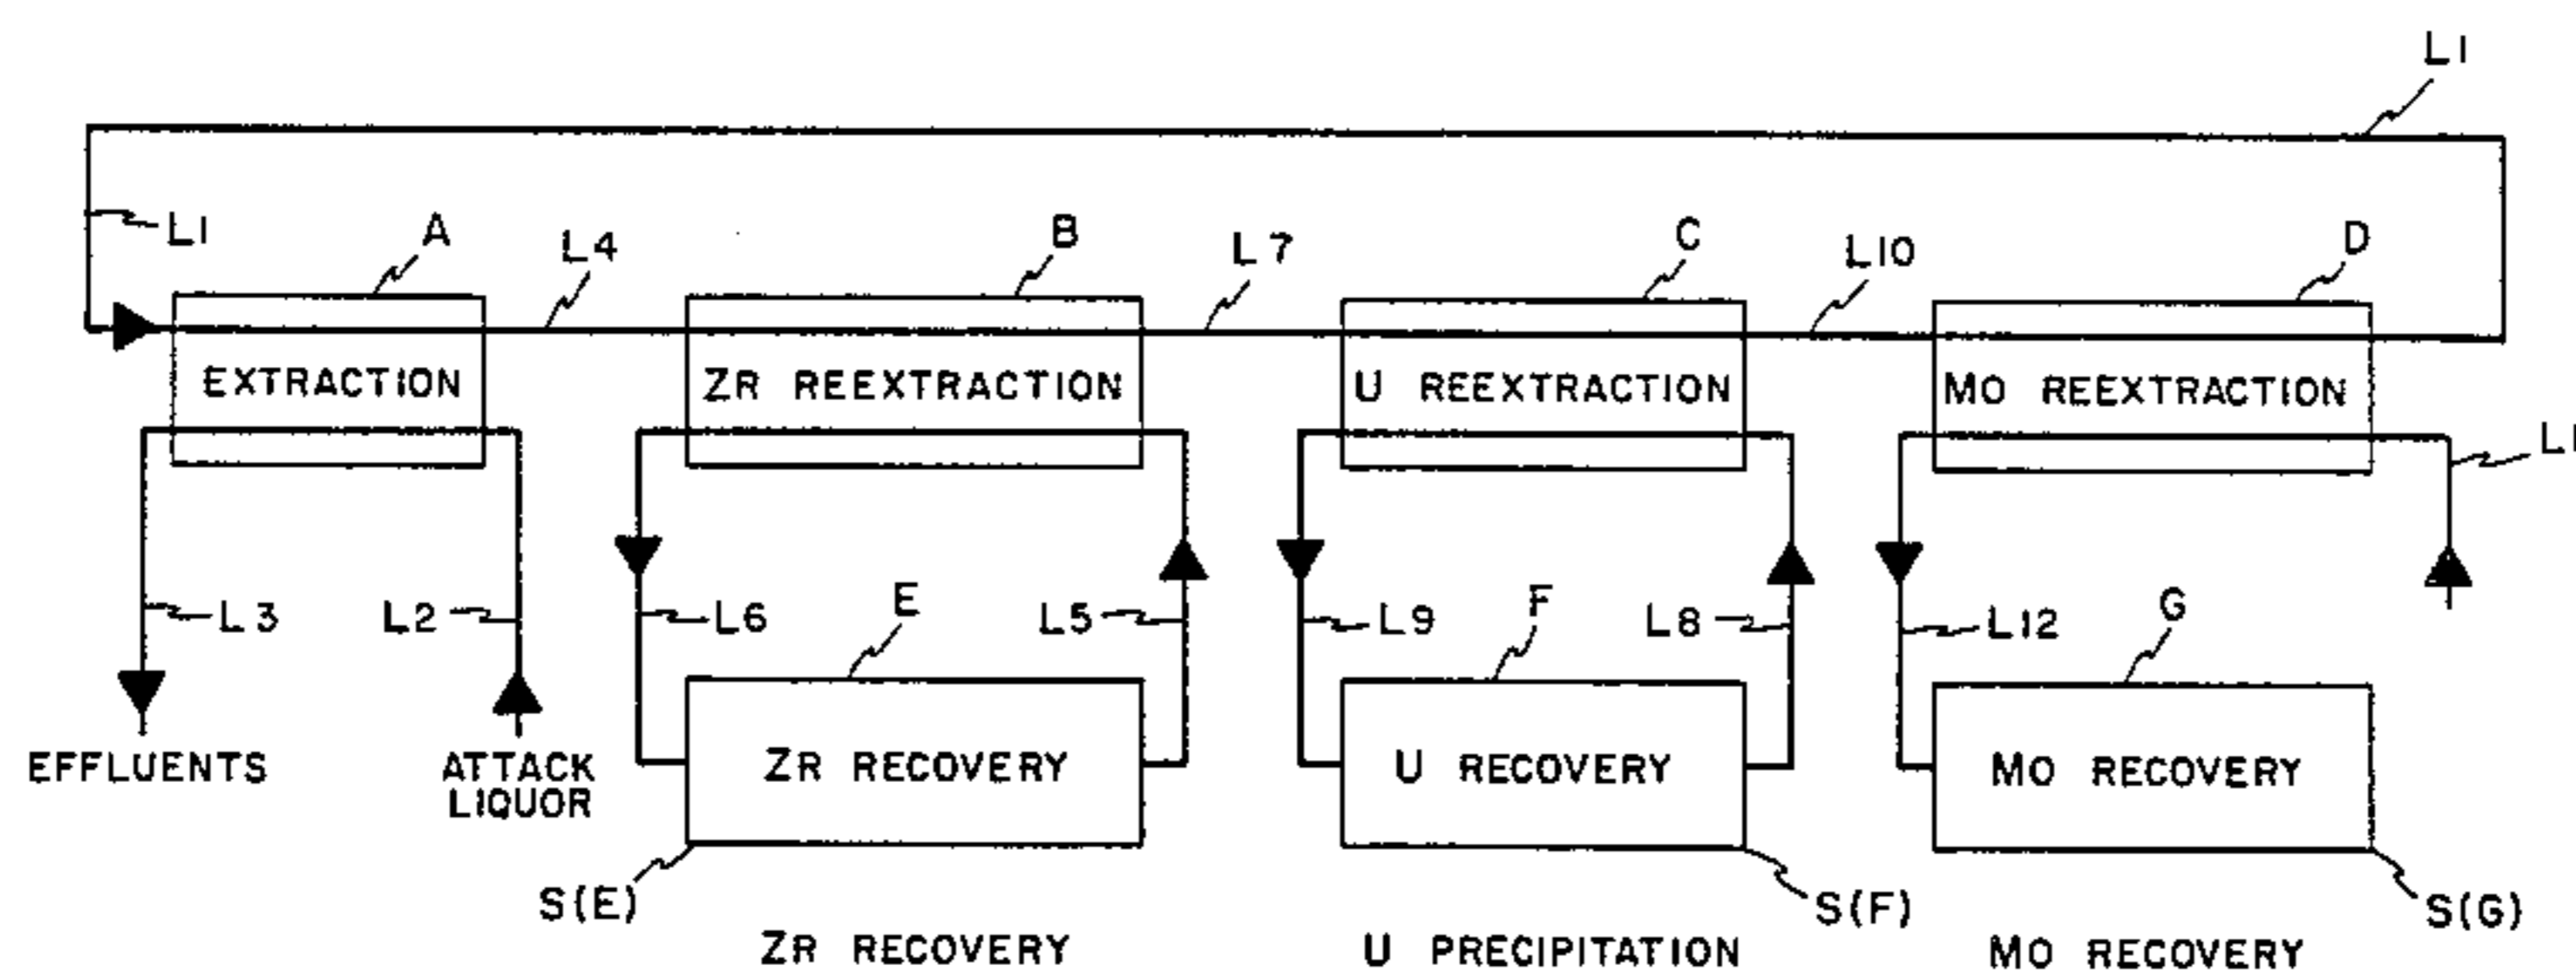 L1
L1
A
L4
B
L7
C
L10
D
EXTRACTION
ZR REEXTRACTION
U REEXTRACTION
MO REEXTRACTION
L3
L2
L6
E
L5
L9
F
L8
L12
G
EFFLUENTS
ATTACK
LIQUOR
ZR RECOVERY
U RECOVERY
MO RECOVERY
S(E)
S(F)
S(G)
ZR RECOVERY
U PRECIPITATION
MO RECOVERY